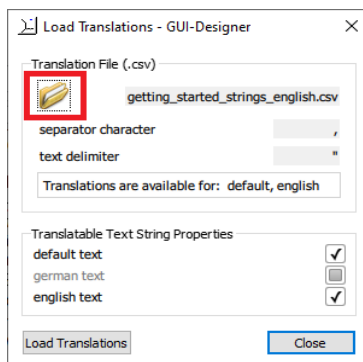 Load Translations - GUI-Designer
Translation File (.csv)
getting_started_strings_english.csv
separator character ,
text delimiter "
Translations are available for: default, english
Translatable Text String Properties
default text
german text
english text
Load Translations Close